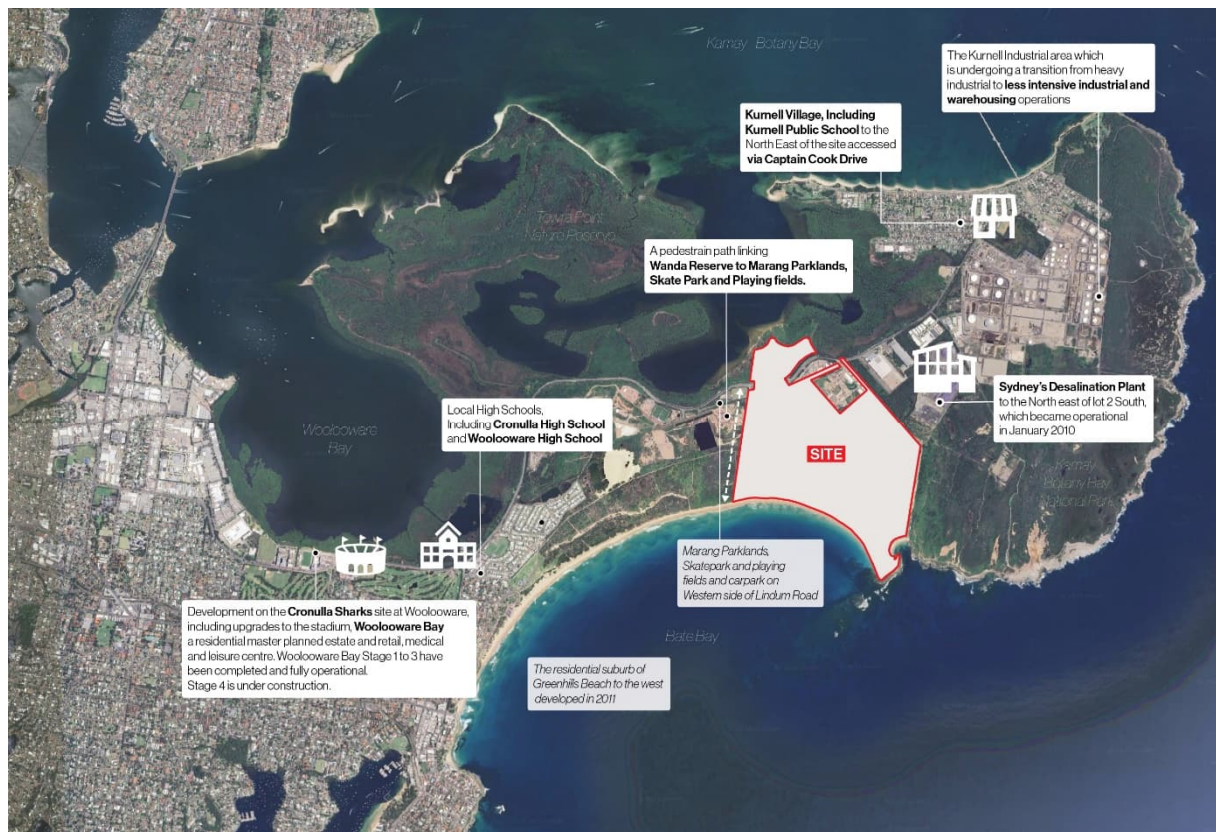 Kamay Botany Bay
The Kurnell Industrial area which
is undergoing a transition from heavy
industrial to less intensive industrial and
warehousing operations
Kurnell Village, Including
Kurnell Public School to the
North East of the site accessed
via Captain Cook Drive
Towra Point
Nature Reserve
A pedestrain path linking
Wanda Reserve to Marang Parklands,
Skate Park and Playing fields.
Sydney's Desalination Plant
to the North east of lot 2 South,
which became operational
in January 2010
Local High Schools,
Including Cronulla High School
and Woolooware High School
Woolooware
Bay
SITE
Kamay
Botany Bay
National Park
Marang Parklands,
Skatepark and playing
fields and carpark on
Western side of Lindum Road
Development on the Cronulla Sharks site at Woolooware,
including upgrades to the stadium, Woolooware Bay
a residential master planned estate and retail, medical
and leisure centre. Woolooware Bay Stage 1 to 3 have
been completed and fully operational.
Stage 4 is under construction.
Bate Bay
The residential suburb of
Greenhills Beach to the west
developed in 2011